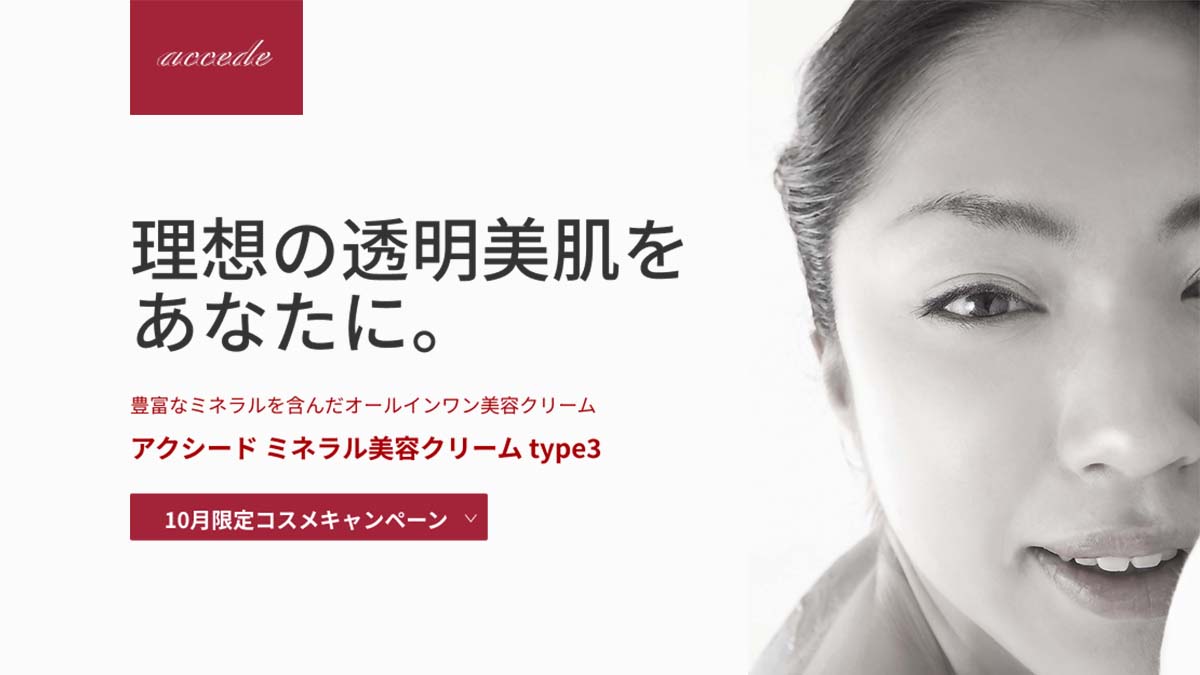 accede
理想の透明美肌を
あなたに。
豊富なミネラルを含んだオールインワン美容クリーム
アクシード ミネラル美容クリーム type3
10月限定コスメキャンペーン